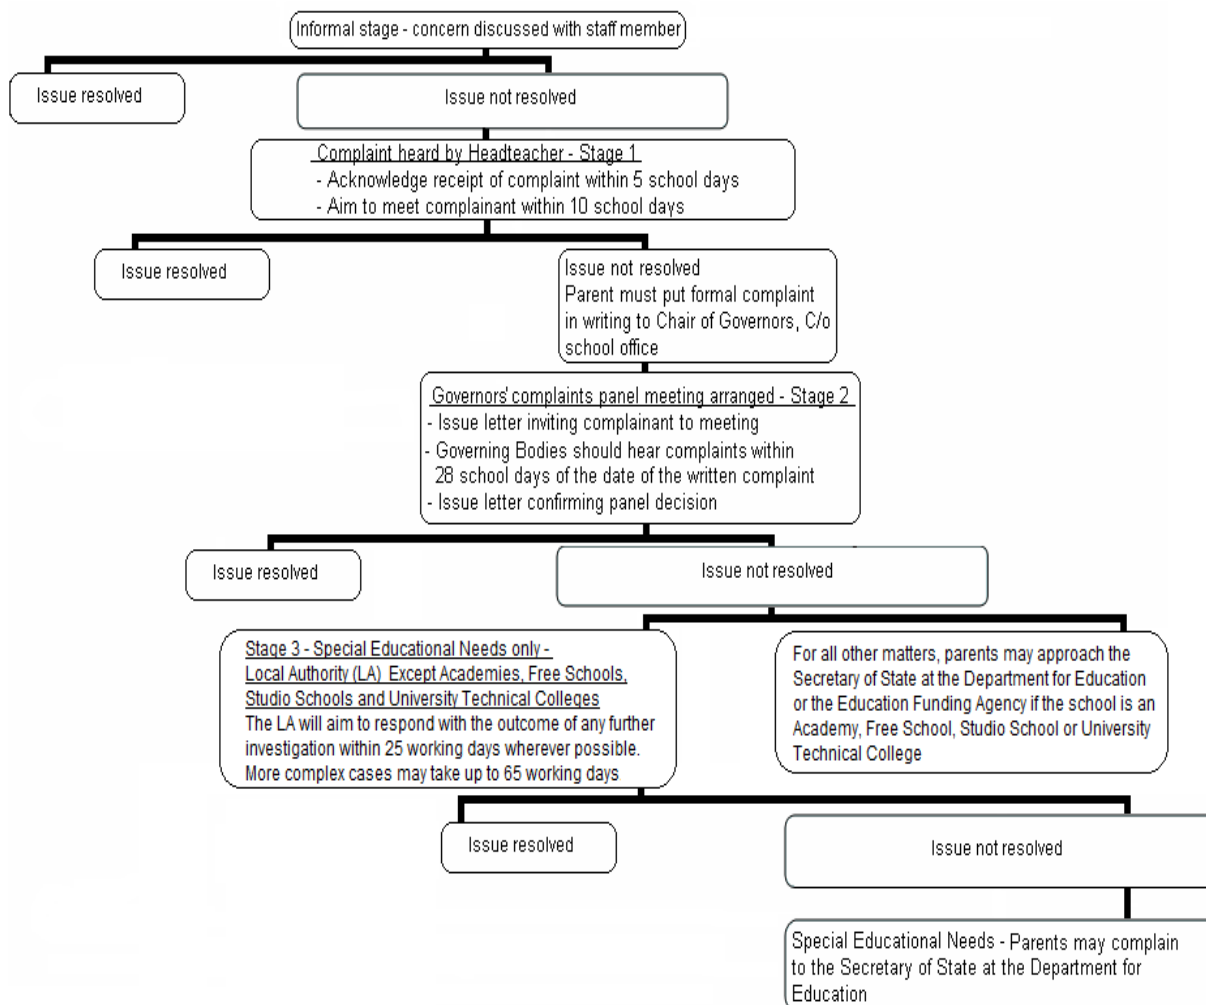 Informal stage - concern discussed with staff member
Issue resolved
Issue not resolved
Complaint heard by Headteacher - Stage 1
- Acknowledge receipt of complaint within 5 school days
- Aim to meet complainant within 10 school days
Issue resolved
Issue not resolved
Parent must put formal complaint
in writing to Chair of Governors, C/o
school office
Governors' complaints panel meeting arranged - Stage 2
- Issue letter inviting complainant to meeting
- Governing Bodies should hear complaints within
28 school days of the date of the written complaint
- Issue letter confirming panel decision
Issue resolved
Issue not resolved
Stage 3 - Special Educational Needs only -
Local Authority (LA) Except Academies, Free Schools,
Studio Schools and University Technical Colleges
The LA will aim to respond with the outcome of any further
investigation within 25 working days wherever possible.
More complex cases may take up to 65 working days
For all other matters, parents may approach the
Secretary of State at the Department for Education
or the Education Funding Agency if the school is an
Academy, Free School, Studio School or University
Technical College
Issue resolved
Issue not resolved
Special Educational Needs - Parents may complain
to the Secretary of State at the Department for
Education